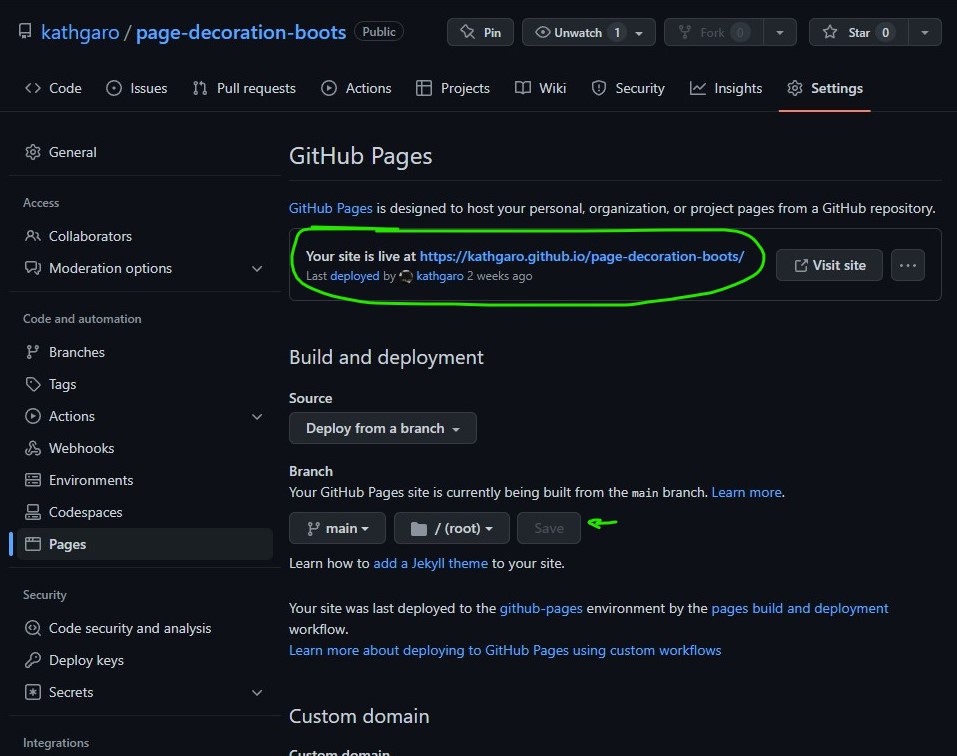 kathgaro / page-decoration-boots Public Pin Unwatch 1 Fork 0 Star 0
Code Issues Pull requests Actions Projects Wiki Security Insights Settings
General
Access
Collaborators
Moderation options
Code and automation
Branches
Tags
Actions
Webhooks
Environments
Codespaces
Pages
Security
Code security and analysis
Deploy keys
Secrets
Integrations
GitHub Pages
GitHub Pages is designed to host your personal, organization, or project pages from a GitHub repository.
Your site is live at https://kathgaro.github.io/page-decoration-boots/
Last deployed by kathgaro 2 weeks ago
Visit site
Build and deployment
Source
Deploy from a branch
Branch
Your GitHub Pages site is currently being built from the main branch. Learn more.
main / (root) Save
Learn how to add a Jekyll theme to your site.
Your site was last deployed to the github-pages environment by the pages build and deployment
workflow.
Learn more about deploying to GitHub Pages using custom workflows
Custom domain
Custom domain